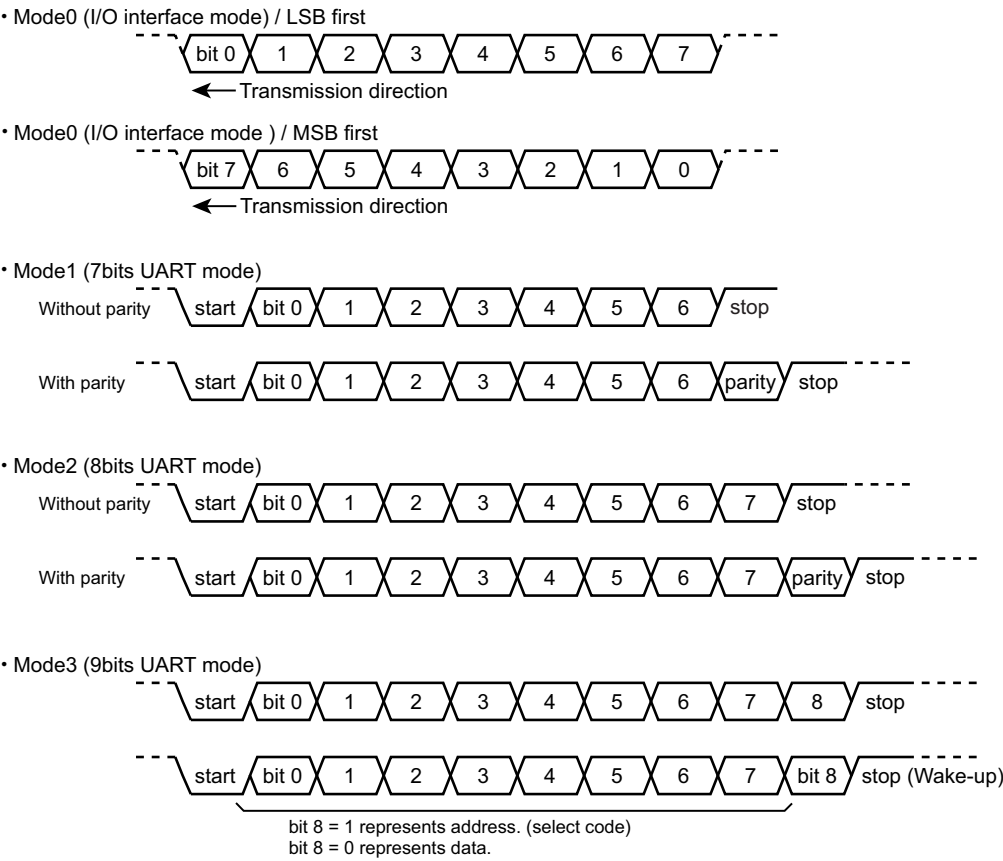 • Mode0 (I/O interface mode) / LSB first
bit 0 1 2 3 4 5 6 7
Transmission direction
• Mode0 (I/O interface mode ) / MSB first
bit 7 6 5 4 3 2 1 0
Transmission direction
• Mode1 (7bits UART mode)
Without parity start bit 0 1 2 3 4 5 6 stop
With parity start bit 0 1 2 3 4 5 6 parity stop
• Mode2 (8bits UART mode)
Without parity start bit 0 1 2 3 4 5 6 7 stop
With parity start bit 0 1 2 3 4 5 6 7 parity stop
• Mode3 (9bits UART mode)
start bit 0 1 2 3 4 5 6 7 8 stop
start bit 0 1 2 3 4 5 6 7 bit 8 stop (Wake-up)
bit 8 = 1 represents address. (select code)
bit 8 = 0 represents data.